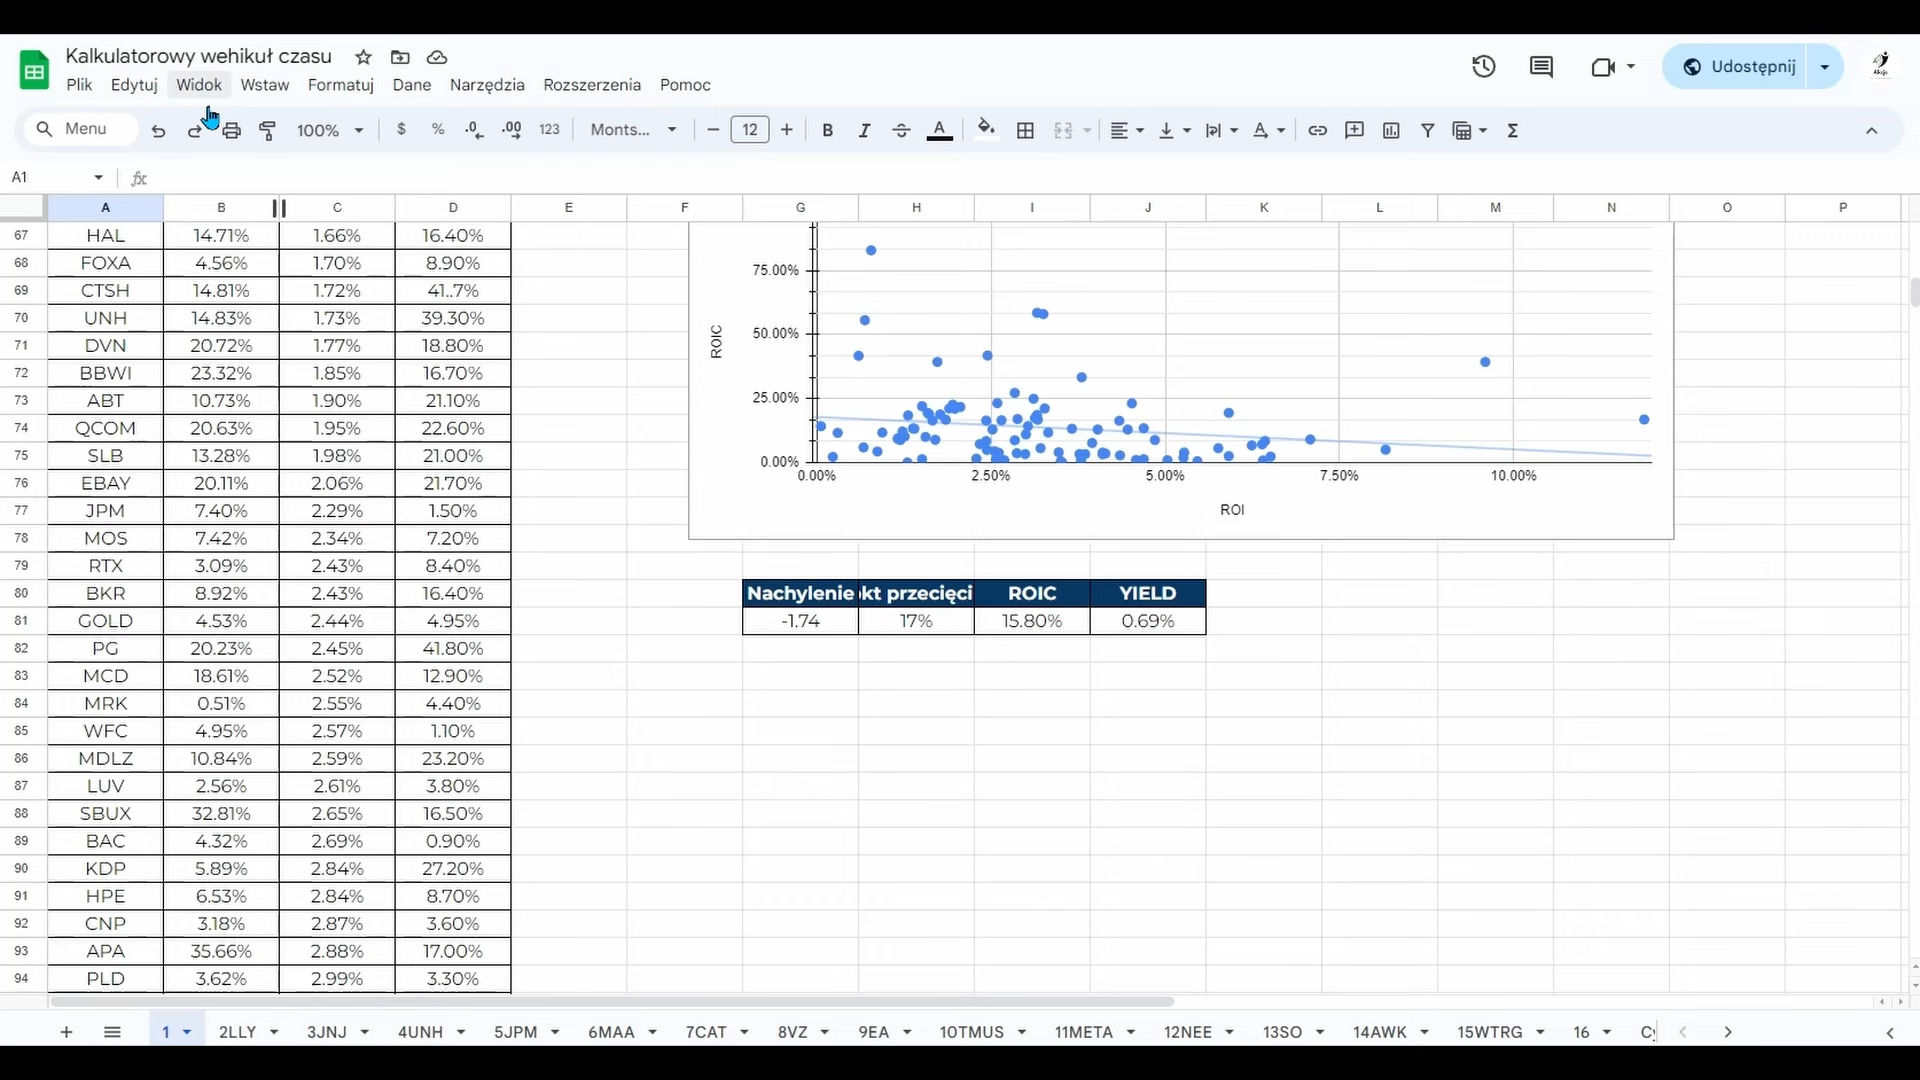 Kalkulatorowy wehikuł czasu
Plik Edytuj Widok Wstaw Formatuj Dane Narzędzia Rozszerzenia Pomoc
Udostępnij
Menu 100% $ % .0 .00 123 Monts... 12 B I A
A1 fx
A B C D E F G H I J K L M N O P
67 HAL 14.71% 1.66% 16.40%
68 FOXA 4.56% 1.70% 8.90%
69 CTSH 14.81% 1.72% 41..7%
70 UNH 14.83% 1.73% 39.30%
71 DVN 20.72% 1.77% 18.80%
72 BBWI 23.32% 1.85% 16.70%
73 ABT 10.73% 1.90% 21.10%
74 QCOM 20.63% 1.95% 22.60%
75 SLB 13.28% 1.98% 21.00%
76 EBAY 20.11% 2.06% 21.70%
77 JPM 7.40% 2.29% 1.50%
78 MOS 7.42% 2.34% 7.20%
79 RTX 3.09% 2.43% 8.40%
80 BKR 8.92% 2.43% 16.40%
81 GOLD 4.53% 2.44% 4.95%
82 PG 20.23% 2.45% 41.80%
83 MCD 18.61% 2.52% 12.90%
84 MRK 0.51% 2.55% 4.40%
85 WFC 4.95% 2.57% 1.10%
86 MDLZ 10.84% 2.59% 23.20%
87 LUV 2.56% 2.61% 3.80%
88 SBUX 32.81% 2.65% 16.50%
89 BAC 4.32% 2.69% 0.90%
90 KDP 5.89% 2.84% 27.20%
91 HPE 6.53% 2.84% 8.70%
92 CNP 3.18% 2.87% 3.60%
93 APA 35.66% 2.88% 17.00%
94 PLD 3.62% 2.99% 3.30%
75.00%
50.00%
25.00%
0.00%
ROIC
0.00% 2.50% 5.00% 7.50% 10.00%
ROI
Nachylenie kt przecięci ROIC YIELD
-1.74 17% 15.80% 0.69%
1 2LLY 3JNJ 4UNH 5JPM 6MAA 7CAT 8VZ 9EA 10TMUS 11META 12NEE 13SO 14AWK 15WTRG 16